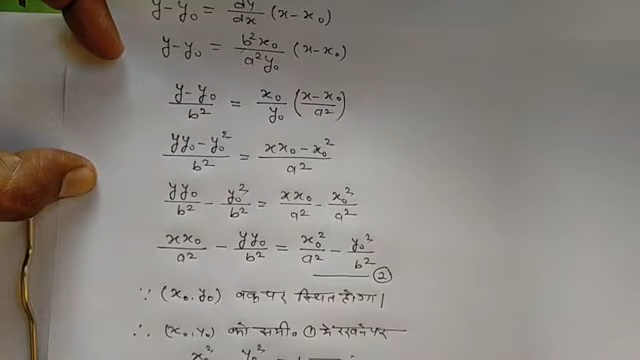 y-y₀ = dy/dx (x-x₀)
y-y₀ = b²x₀/a²y₀ (x-x₀)
y-y₀/b² = x₀/y₀ (x-x₀/a²)
yy₀-y₀²/b² = xx₀-x₀²/a²
yy₀/b² - y₀²/b² = xx₀/a² - x₀²/a²
xx₀/a² - yy₀/b² = x₀²/a² - y₀²/b² ②
∵ (x₀, y₀) वक्र पर स्थित होगा।
∴ (x₀, y₀) को समी. ① में रखने पर
x₀² y₀²